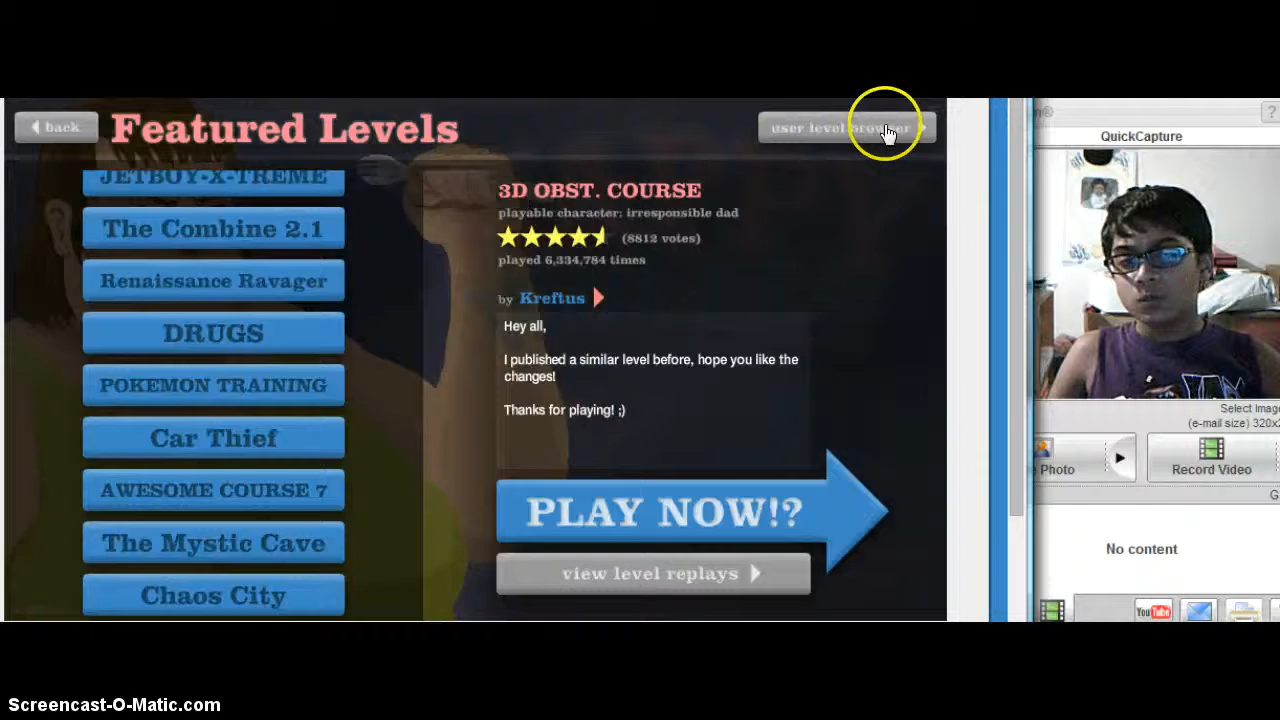 back
Featured Levels
user level browser
JETBOY-X-TREME
The Combine 2.1
Renaissance Ravager
DRUGS
POKEMON TRAINING
Car Thief
AWESOME COURSE 7
The Mystic Cave
Chaos City
3D OBST. COURSE
playable character: irresponsible dad
(8812 votes)
played 6,334,784 times
by Kreftus
Hey all,
I published a similar level before, hope you like the
changes!
Thanks for playing! ;)
PLAY NOW!?
view level replays
®
?
QuickCapture
Select Imag
(e-mail size) 320x2
Photo
Record Video
G
No content
YouTube
Screencast-O-Matic.com